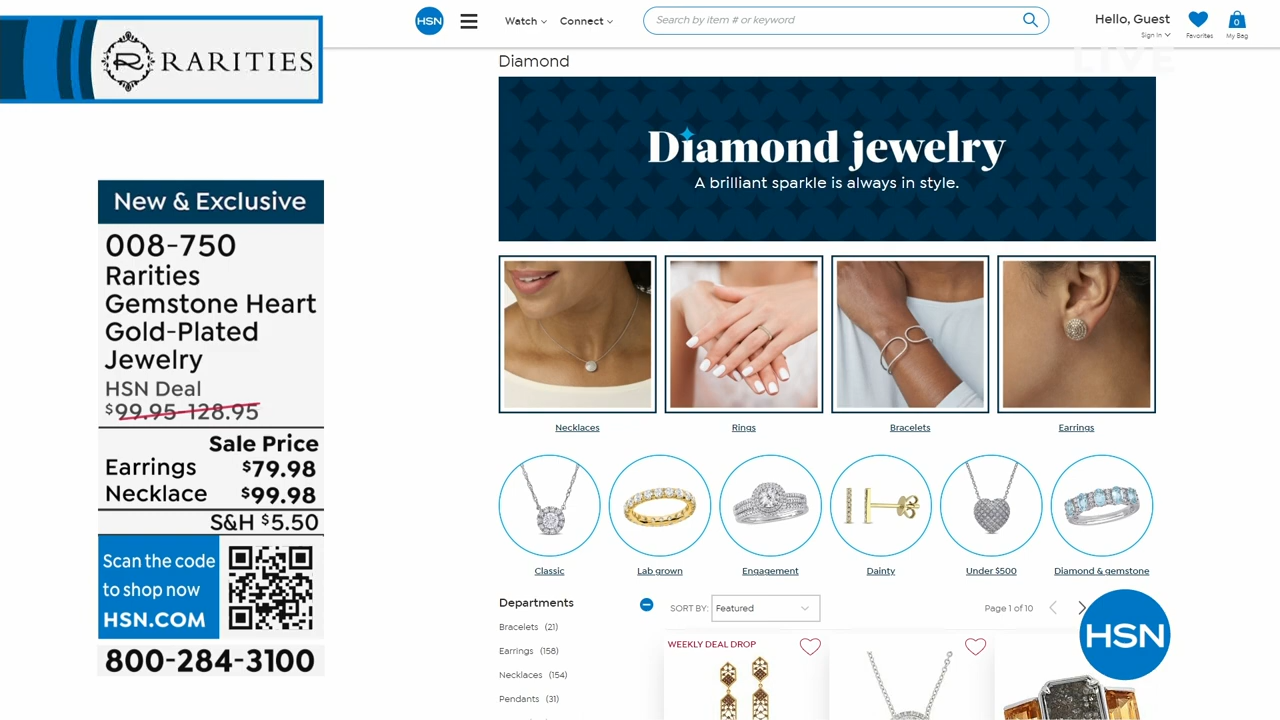 RARITIES
New & Exclusive
008-750
Rarities
Gemstone Heart
Gold-Plated
Jewelry
HSN Deal
$99.95-128.95
Sale Price
Earrings $79.98
Necklace $99.98
S&H $5.50
Scan the code
to shop now
HSN.COM
800-284-3100
HSN
Watch
Connect
Search by item # or keyword
Hello, Guest
Sign In
Favorites
0
My Bag
LIVE
Diamond
Diamond jewelry
A brilliant sparkle is always in style.
Necklaces
Rings
Bracelets
Earrings
Classic
Lab grown
Engagement
Dainty
Under $500
Diamond & gemstone
Departments
Bracelets (21)
Earrings (158)
Necklaces (154)
Pendants (31)
SORT BY: Featured
Page 1 of 10
WEEKLY DEAL DROP
HSN